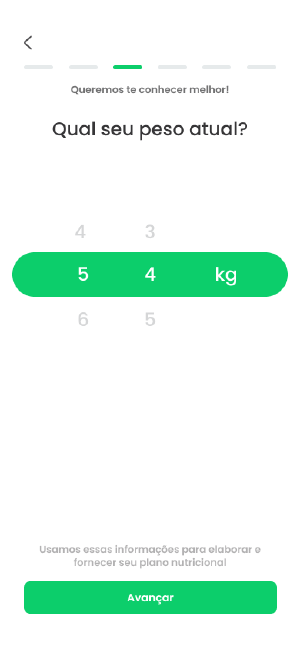 Queremos te conhecer melhor!
Qual seu peso atual?
4 3
5 4 kg
6 5
Usamos essas informações para elaborar e
fornecer seu plano nutricional
Avançar